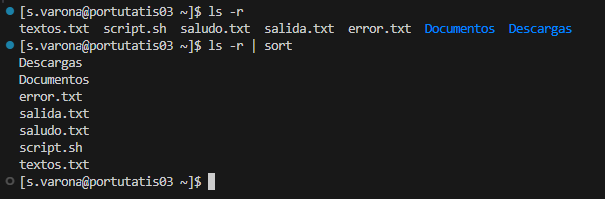 [s.varona@portutatis03 ~]$ ls -r
textos.txt  script.sh  saludo.txt  salida.txt  error.txt  Documentos  Descargas
[s.varona@portutatis03 ~]$ ls -r | sort
Descargas
Documentos
error.txt
salida.txt
saludo.txt
script.sh
textos.txt
[s.varona@portutatis03 ~]$